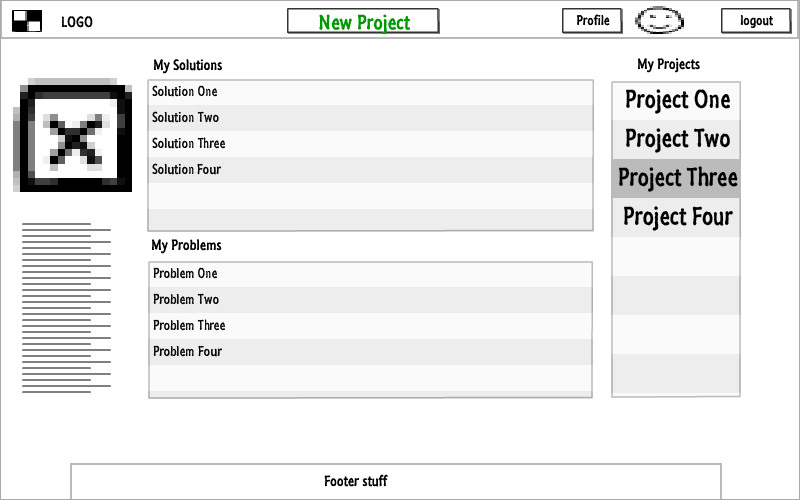 LOGO
New Project
Profile
logout
My Solutions
Solution One
Solution Two
Solution Three
Solution Four
My Problems
Problem One
Problem Two
Problem Three
Problem Four
My Projects
Project One
Project Two
Project Three
Project Four
Footer stuff